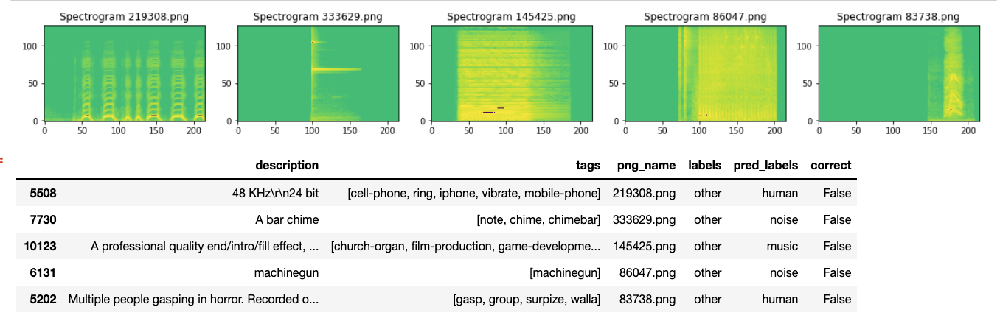 Spectrogram 219308.png Spectrogram 333629.png Spectrogram 145425.png Spectrogram 86047.png Spectrogram 83738.png
100 100 100 100 100
50 50 50 50 50
0 0 0 0 0
0 50 100 150 200 0 50 100 150 200 0 50 100 150 200 0 50 100 150 200 0 50 100 150 200
:
description tags png_name labels pred_labels correct
5508 48 KHz\r\n24 bit [cell-phone, ring, iphone, vibrate, mobile-phone] 219308.png other human False
7730 A bar chime [note, chime, chimebar] 333629.png other noise False
10123 A professional quality end/intro/fill effect, ... [church-organ, film-production, game-developme... 145425.png other music False
6131 machinegun [machinegun] 86047.png other noise False
5202 Multiple people gasping in horror. Recorded o... [gasp, group, surpize, walla] 83738.png other human False